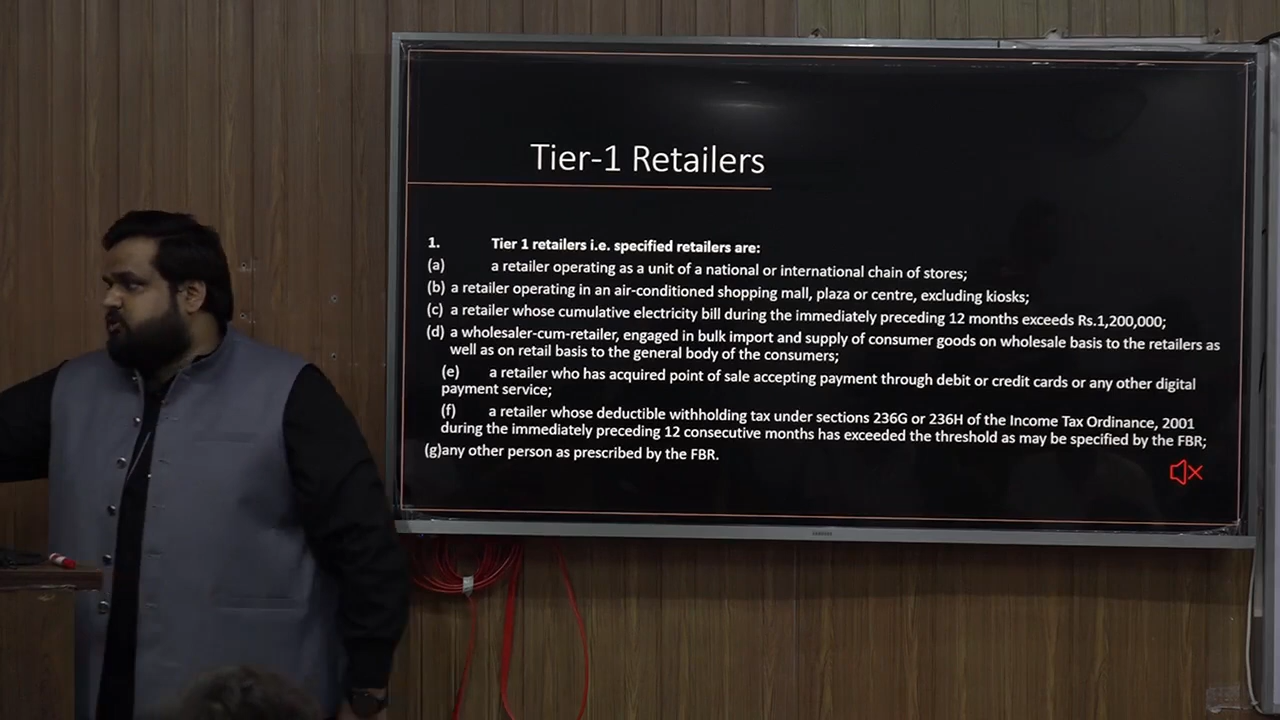 Tier-1 Retailers
1. Tier 1 retailers i.e. specified retailers are:
(a) a retailer operating as a unit of a national or international chain of stores;
(b) a retailer operating in an air-conditioned shopping mall, plaza or centre, excluding kiosks;
(c) a retailer whose cumulative electricity bill during the immediately preceding 12 months exceeds Rs.1,200,000;
(d) a wholesaler-cum-retailer, engaged in bulk import and supply of consumer goods on wholesale basis to the retailers as
well as on retail basis to the general body of the consumers;
(e) a retailer who has acquired point of sale accepting payment through debit or credit cards or any other digital
payment service;
(f) a retailer whose deductible withholding tax under sections 236G or 236H of the Income Tax Ordinance, 2001
during the immediately preceding 12 consecutive months has exceeded the threshold as may be specified by the FBR;
(g)any other person as prescribed by the FBR.